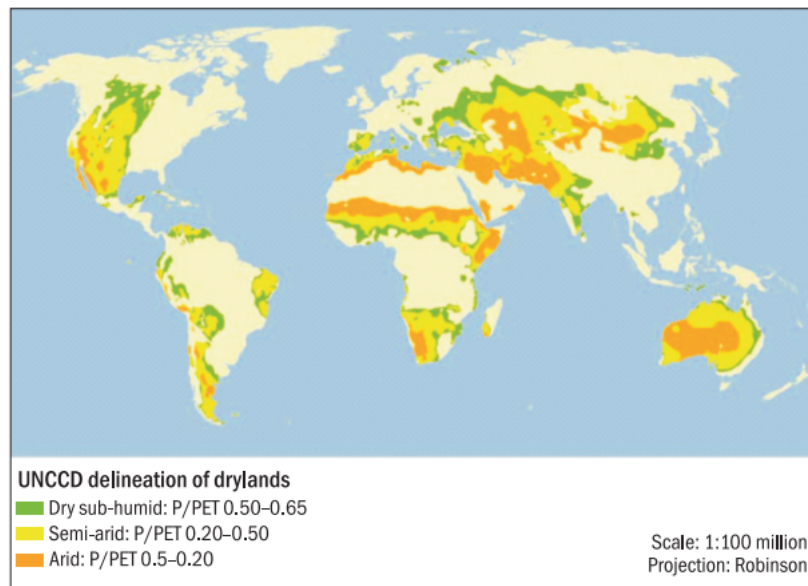 UNCCD delineation of drylands
Dry sub-humid: P/PET 0.50–0.65
Semi-arid: P/PET 0.20–0.50
Arid: P/PET 0.5–0.20
Scale: 1:100 million
Projection: Robinson